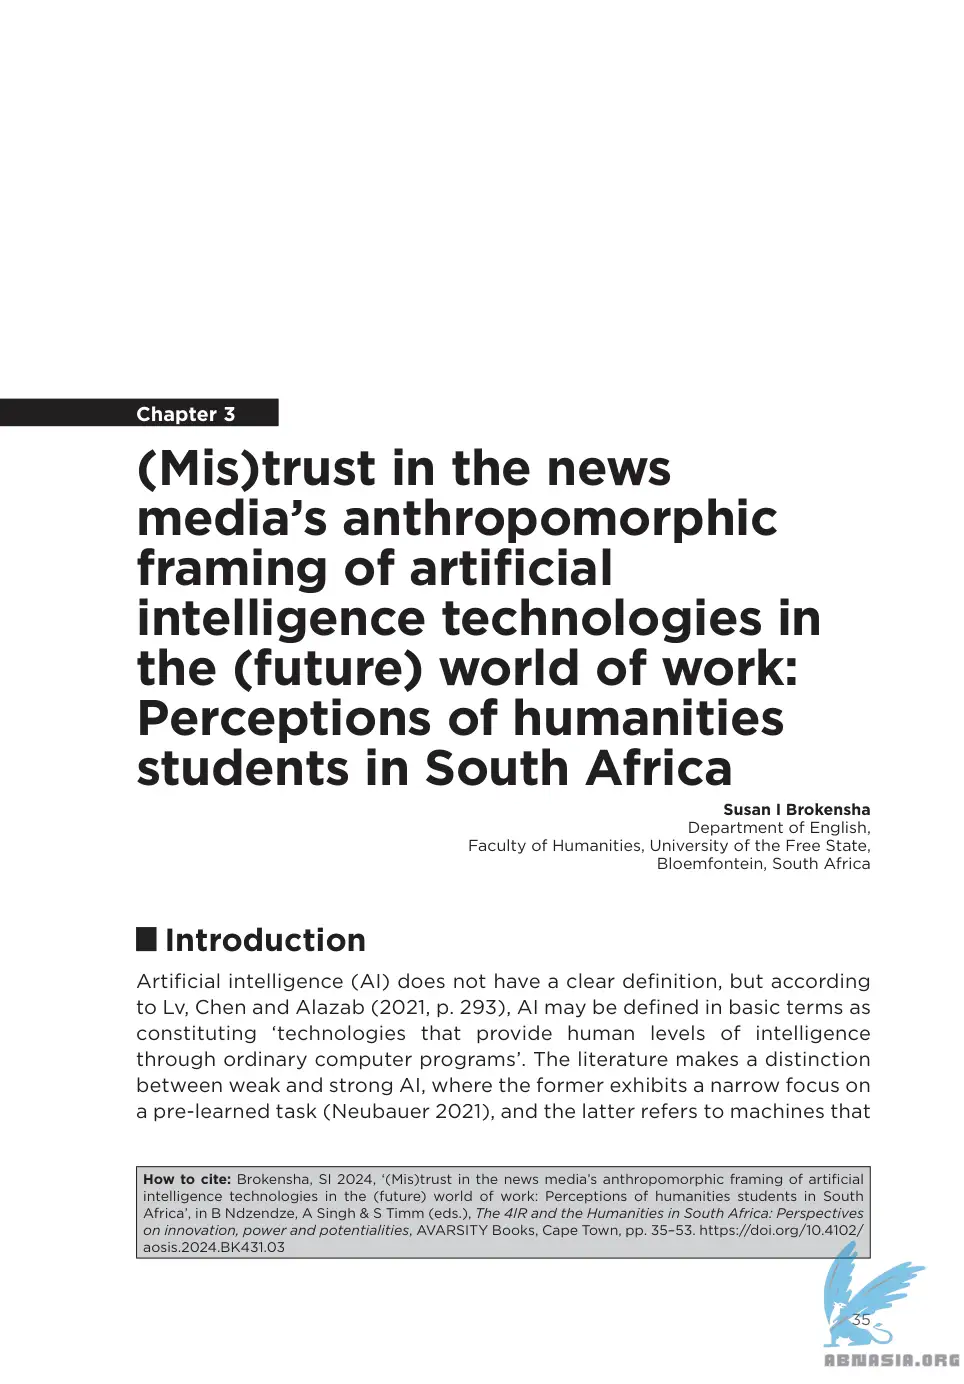 Chapter 3
(Mis)trust in the news
media’s anthropomorphic
framing of artificial
intelligence technologies in
the (future) world of work:
Perceptions of humanities
students in South Africa
Susan I Brokensha
Department of English,
Faculty of Humanities, University of the Free State,
Bloemfontein, South Africa
Introduction
Artificial intelligence (AI) does not have a clear definition, but according
to Lv, Chen and Alazab (2021, p. 293), AI may be defined in basic terms as
constituting ‘technologies that provide human levels of intelligence
through ordinary computer programs’. The literature makes a distinction
between weak and strong AI, where the former exhibits a narrow focus on
a pre-learned task (Neubauer 2021), and the latter refers to machines that
How to cite: Brokensha, SI 2024, ‘(Mis)trust in the news media’s anthropomorphic framing of artificial
intelligence technologies in the (future) world of work: Perceptions of humanities students in South
Africa’, in B Ndzendze, A Singh & S Timm (eds.), The 4IR and the Humanities in South Africa: Perspectives
on innovation, power and potentialities, AVARSITY Books, Cape Town, pp. 35–53. https://doi.org/10.4102/
aosis.2024.BK431.03
35
ABNASIA.ORG